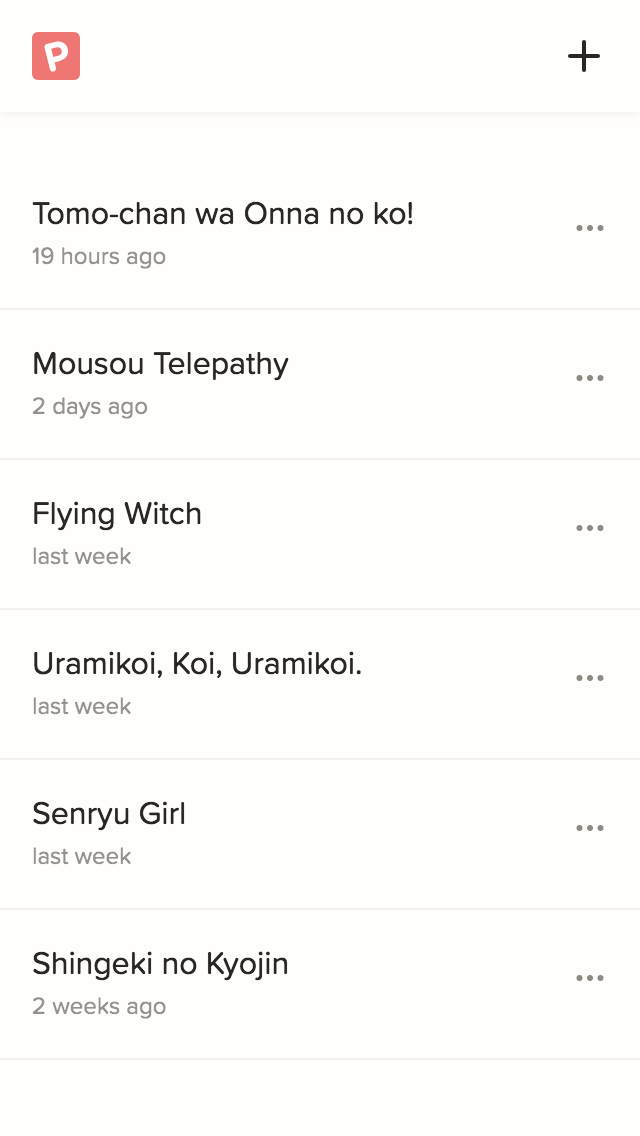 P
Tomo-chan wa Onna no ko!
19 hours ago
Mousou Telepathy
2 days ago
Flying Witch
last week
Uramikoi, Koi, Uramikoi.
last week
Senryu Girl
last week
Shingeki no Kyojin
2 weeks ago